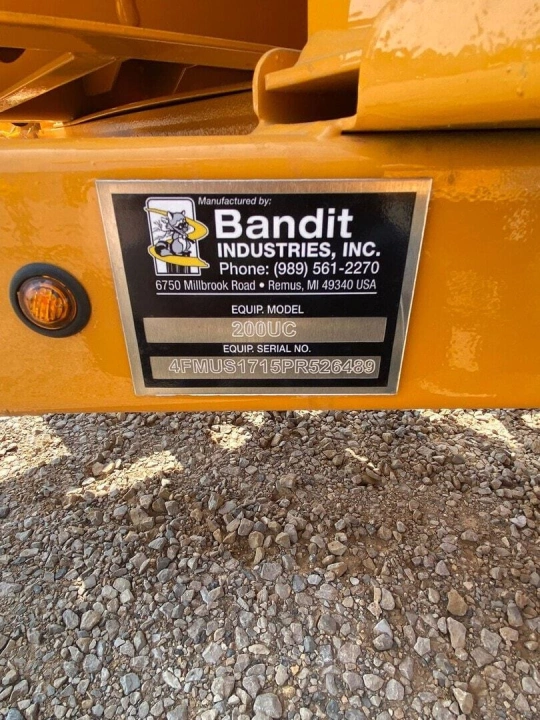 Manufactured by:
Bandit
INDUSTRIES, INC.
Phone: (989) 561-2270
6750 Millbrook Road • Remus, MI 49340 USA
EQUIP. MODEL
200UC
EQUIP. SERIAL NO.
4FMUS1715PR526489